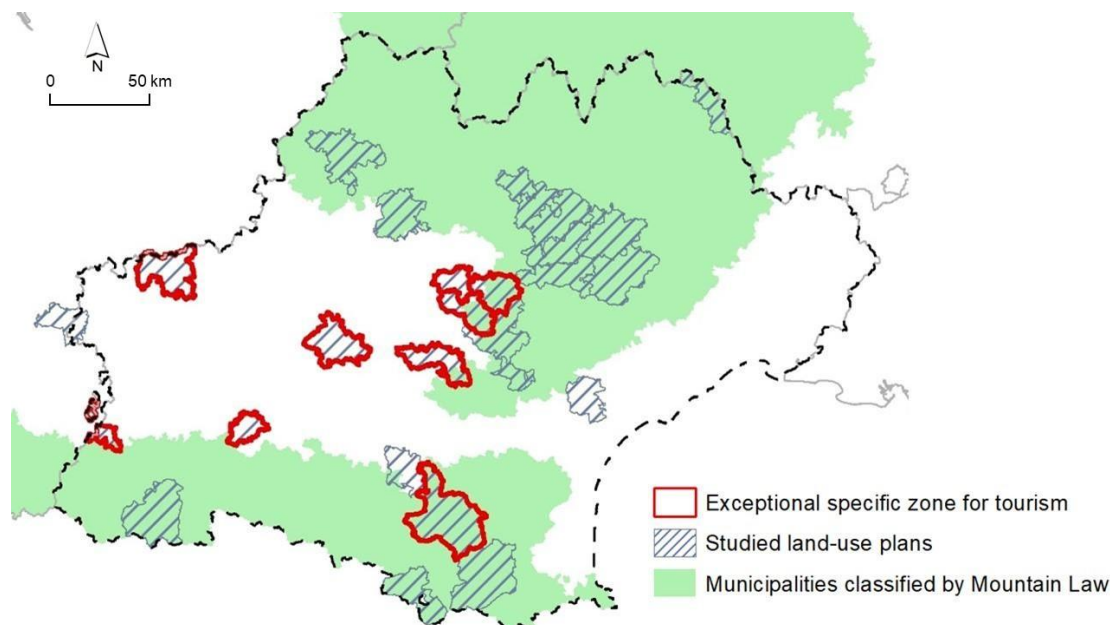 N
0 50 km
Exceptional specific zone for tourism
Studied land-use plans
Municipalities classified by Mountain Law